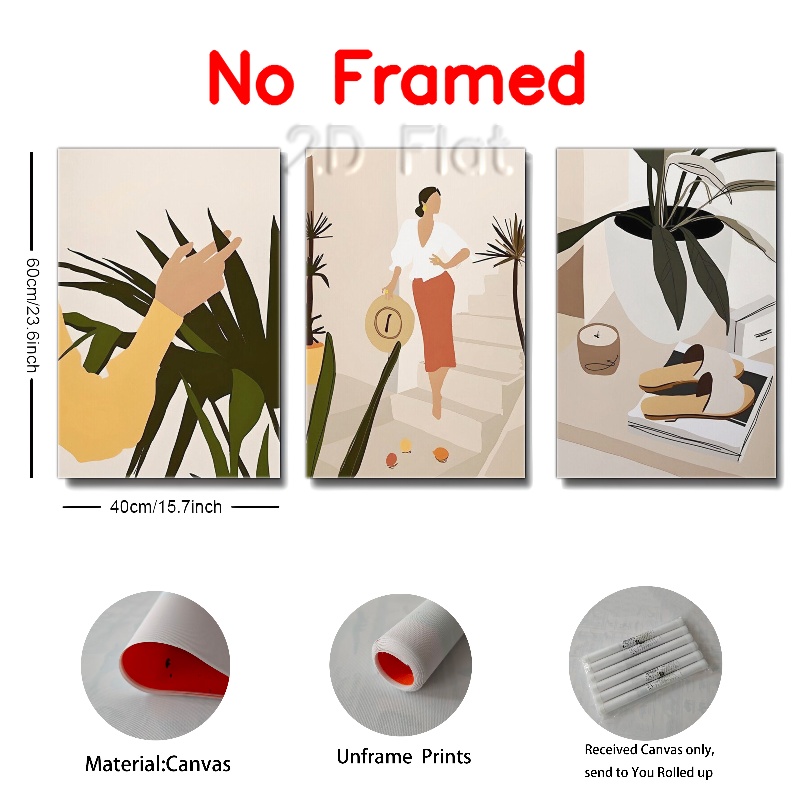 No Framed
2.D Flat
60cm/23.6inch
40cm/15.7inch
Material:Canvas
Unframe Prints
Received Canvas only,
send to You Rolled up